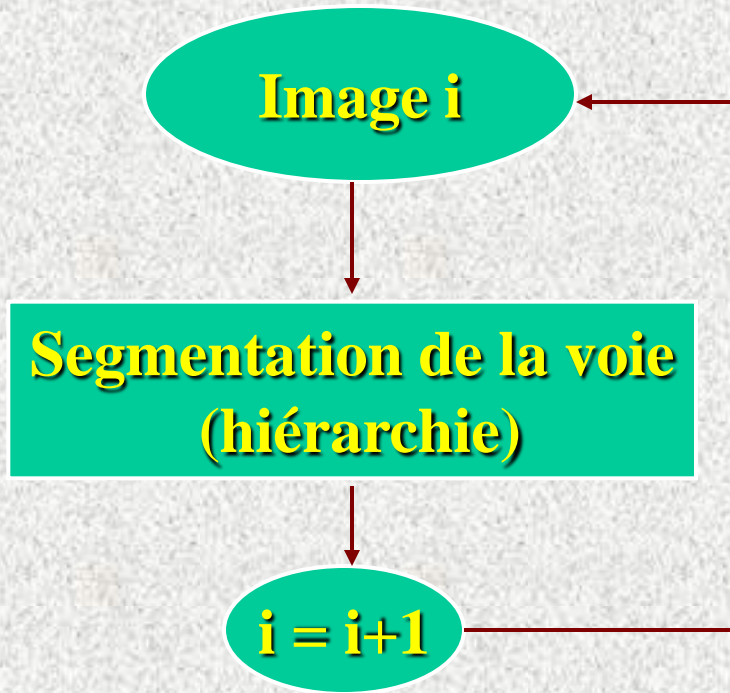 Image i
Segmentation de la voie
(hiérarchie)
i = i+1